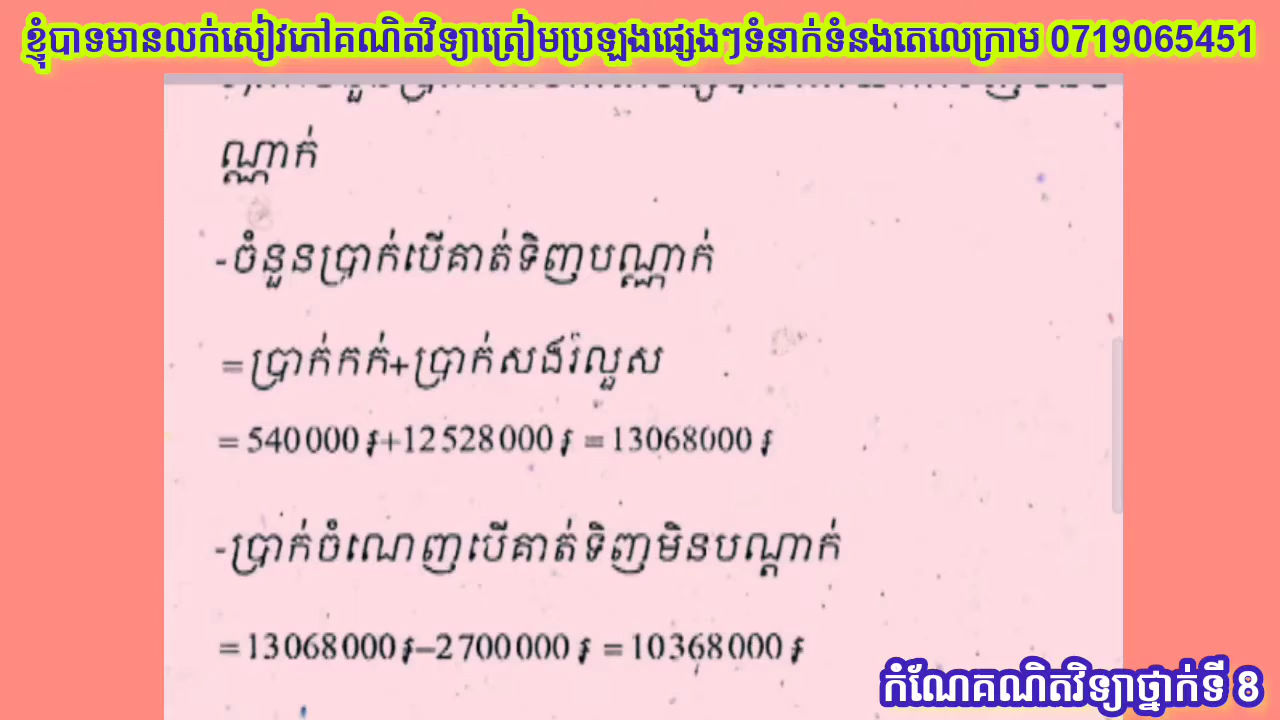 ខ្ញុំបាទមានលក់សៀវភៅគណិតវិទ្យាត្រៀមប្រឡងផ្សេងៗទំនាក់ទំនងតេលេក្រាម 0719065451
ណ្ណាក់
-ចំនួនប្រាក់បើគាត់ទិញបណ្ណាក់
=ប្រាក់កក់+ប្រាក់សងរ៉លួស
=540000៛+12528000៛=13068000៛
-ប្រាក់ចំណេញបើគាត់ទិញមិនបណ្តាក់
=13068000៛-2700000៛=10368000៛
កំណែគណិតវិទ្យាថ្នាក់ទី 8